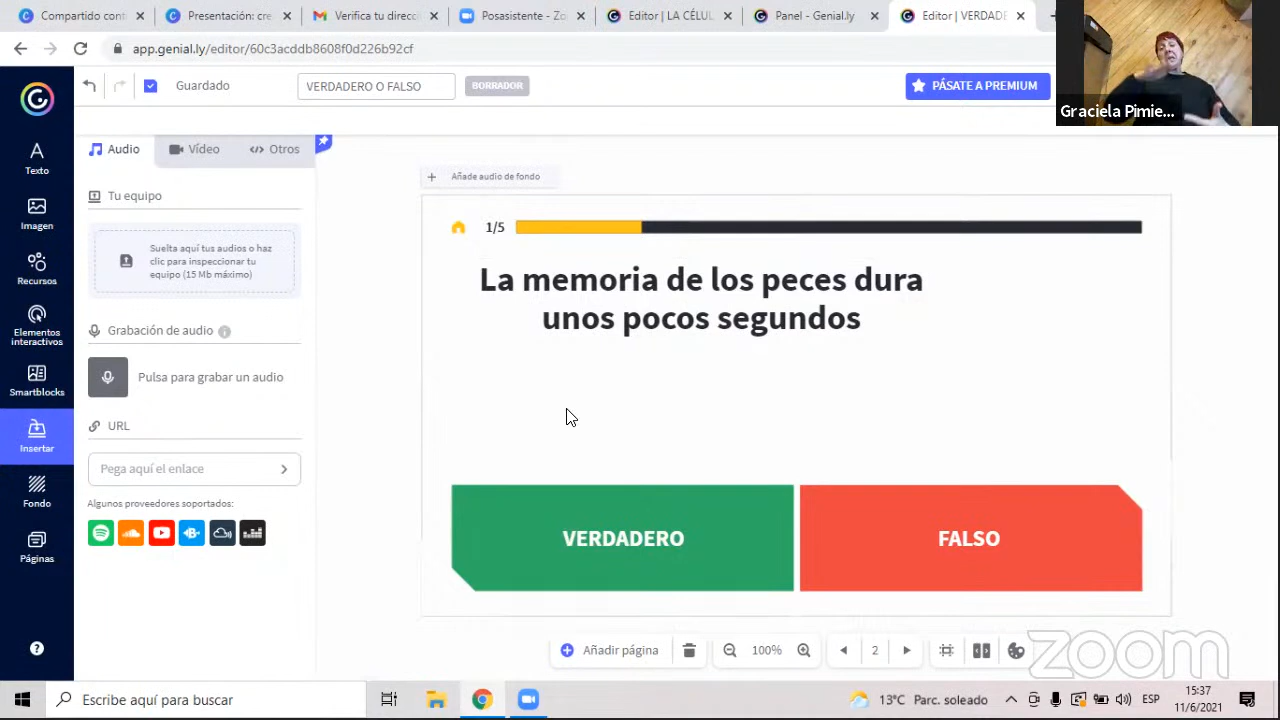 Compartido cont
Presentación: cre
Verifica tu direcc
Posasistente - Zo
Editor | LA CÉLUL
Panel - Genial.ly
Editor | VERDADE
app.genial.ly/editor/60c3acddb8608f0d226b92cf
Guardado
VERDADERO O FALSO
BORRADOR
PÁSATE A PREMIUM
Graciela Pimie...
Texto
Imagen
Recursos
Elementos
interactivos
Smartblocks
Insertar
Fondo
Páginas
Audio
Vídeo
Otros
Tu equipo
Suelta aquí tus audios o haz
clic para inspeccionar tu
equipo (15 Mb máximo)
Grabación de audio
Pulsa para grabar un audio
URL
Pega aquí el enlace
Algunos proveedores soportados:
Añade audio de fondo
1/5
La memoria de los peces dura
unos pocos segundos
VERDADERO
FALSO
Añadir página
100%
2
zoom
Escribe aquí para buscar
13°C Parc. soleado
ESP
15:37
11/6/2021